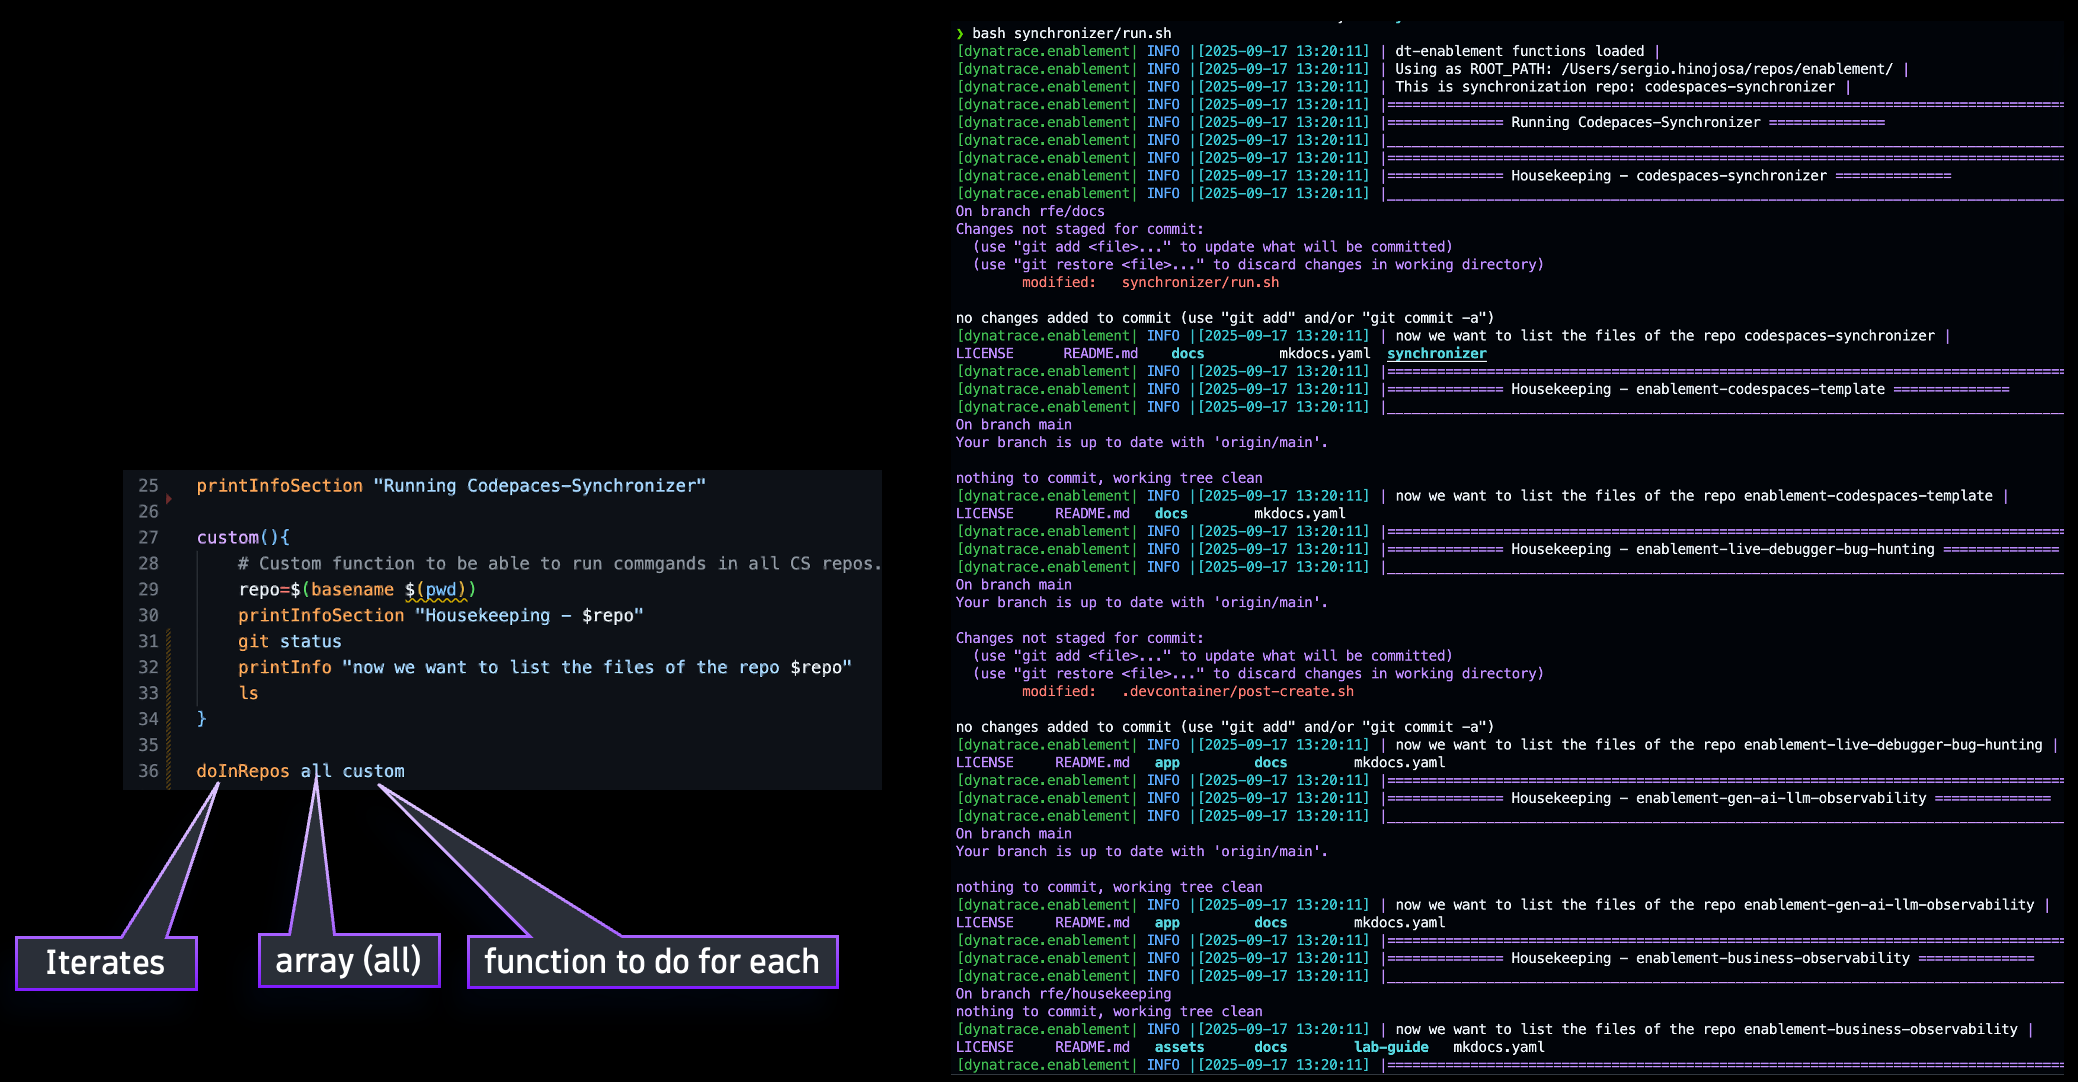 25 printInfoSection "Running Codepaces-Synchronizer"
26
27 custom(){
28 # Custom function to be able to run commgands in all CS repos.
29 repo=$(basename $(pwd))
30 printInfoSection "Housekeeping - $repo"
31 git status
32 printInfo "now we want to list the files of the repo $repo"
33 ls
34 }
35
36 doInRepos all custom
Iterates
array (all)
function to do for each
❯ bash synchronizer/run.sh
[dynatrace.enablement| INFO |[2025-09-17 13:20:11] | dt-enablement functions loaded |
[dynatrace.enablement| INFO |[2025-09-17 13:20:11] | Using as ROOT_PATH: /Users/sergio.hinojosa/repos/enablement/ |
[dynatrace.enablement| INFO |[2025-09-17 13:20:11] | This is synchronization repo: codespaces-synchronizer |
[dynatrace.enablement| INFO |[2025-09-17 13:20:11] |==================================================================================
[dynatrace.enablement| INFO |[2025-09-17 13:20:11] |============== Running Codepaces-Synchronizer ==============
[dynatrace.enablement| INFO |[2025-09-17 13:20:11] |__________________________________________________________________________________
[dynatrace.enablement| INFO |[2025-09-17 13:20:11] |==================================================================================
[dynatrace.enablement| INFO |[2025-09-17 13:20:11] |============== Housekeeping - codespaces-synchronizer ==============
[dynatrace.enablement| INFO |[2025-09-17 13:20:11] |__________________________________________________________________________________
On branch rfe/docs
Changes not staged for commit:
(use "git add <file>..." to update what will be committed)
(use "git restore <file>..." to discard changes in working directory)
modified: synchronizer/run.sh
no changes added to commit (use "git add" and/or "git commit -a")
[dynatrace.enablement| INFO |[2025-09-17 13:20:11] | now we want to list the files of the repo codespaces-synchronizer |
LICENSE README.md docs mkdocs.yaml synchronizer
[dynatrace.enablement| INFO |[2025-09-17 13:20:11] |==================================================================================
[dynatrace.enablement| INFO |[2025-09-17 13:20:11] |============== Housekeeping - enablement-codespaces-template ==============
[dynatrace.enablement| INFO |[2025-09-17 13:20:11] |__________________________________________________________________________________
On branch main
Your branch is up to date with 'origin/main'.
nothing to commit, working tree clean
[dynatrace.enablement| INFO |[2025-09-17 13:20:11] | now we want to list the files of the repo enablement-codespaces-template |
LICENSE README.md docs mkdocs.yaml
[dynatrace.enablement| INFO |[2025-09-17 13:20:11] |==================================================================================
[dynatrace.enablement| INFO |[2025-09-17 13:20:11] |============== Housekeeping - enablement-live-debugger-bug-hunting ==============
[dynatrace.enablement| INFO |[2025-09-17 13:20:11] |__________________________________________________________________________________
On branch main
Your branch is up to date with 'origin/main'.
Changes not staged for commit:
(use "git add <file>..." to update what will be committed)
(use "git restore <file>..." to discard changes in working directory)
modified: .devcontainer/post-create.sh
no changes added to commit (use "git add" and/or "git commit -a")
[dynatrace.enablement| INFO |[2025-09-17 13:20:11] | now we want to list the files of the repo enablement-live-debugger-bug-hunting |
LICENSE README.md app docs mkdocs.yaml
[dynatrace.enablement| INFO |[2025-09-17 13:20:11] |==================================================================================
[dynatrace.enablement| INFO |[2025-09-17 13:20:11] |============== Housekeeping - enablement-gen-ai-llm-observability ==============
[dynatrace.enablement| INFO |[2025-09-17 13:20:11] |__________________________________________________________________________________
On branch main
Your branch is up to date with 'origin/main'.
nothing to commit, working tree clean
[dynatrace.enablement| INFO |[2025-09-17 13:20:11] | now we want to list the files of the repo enablement-gen-ai-llm-observability |
LICENSE README.md app docs mkdocs.yaml
[dynatrace.enablement| INFO |[2025-09-17 13:20:11] |==================================================================================
[dynatrace.enablement| INFO |[2025-09-17 13:20:11] |============== Housekeeping - enablement-business-observability ==============
[dynatrace.enablement| INFO |[2025-09-17 13:20:11] |__________________________________________________________________________________
On branch rfe/housekeeping
nothing to commit, working tree clean
[dynatrace.enablement| INFO |[2025-09-17 13:20:11] | now we want to list the files of the repo enablement-business-observability |
LICENSE README.md assets docs lab-guide mkdocs.yaml
[dynatrace.enablement| INFO |[2025-09-17 13:20:11] |==================================================================================